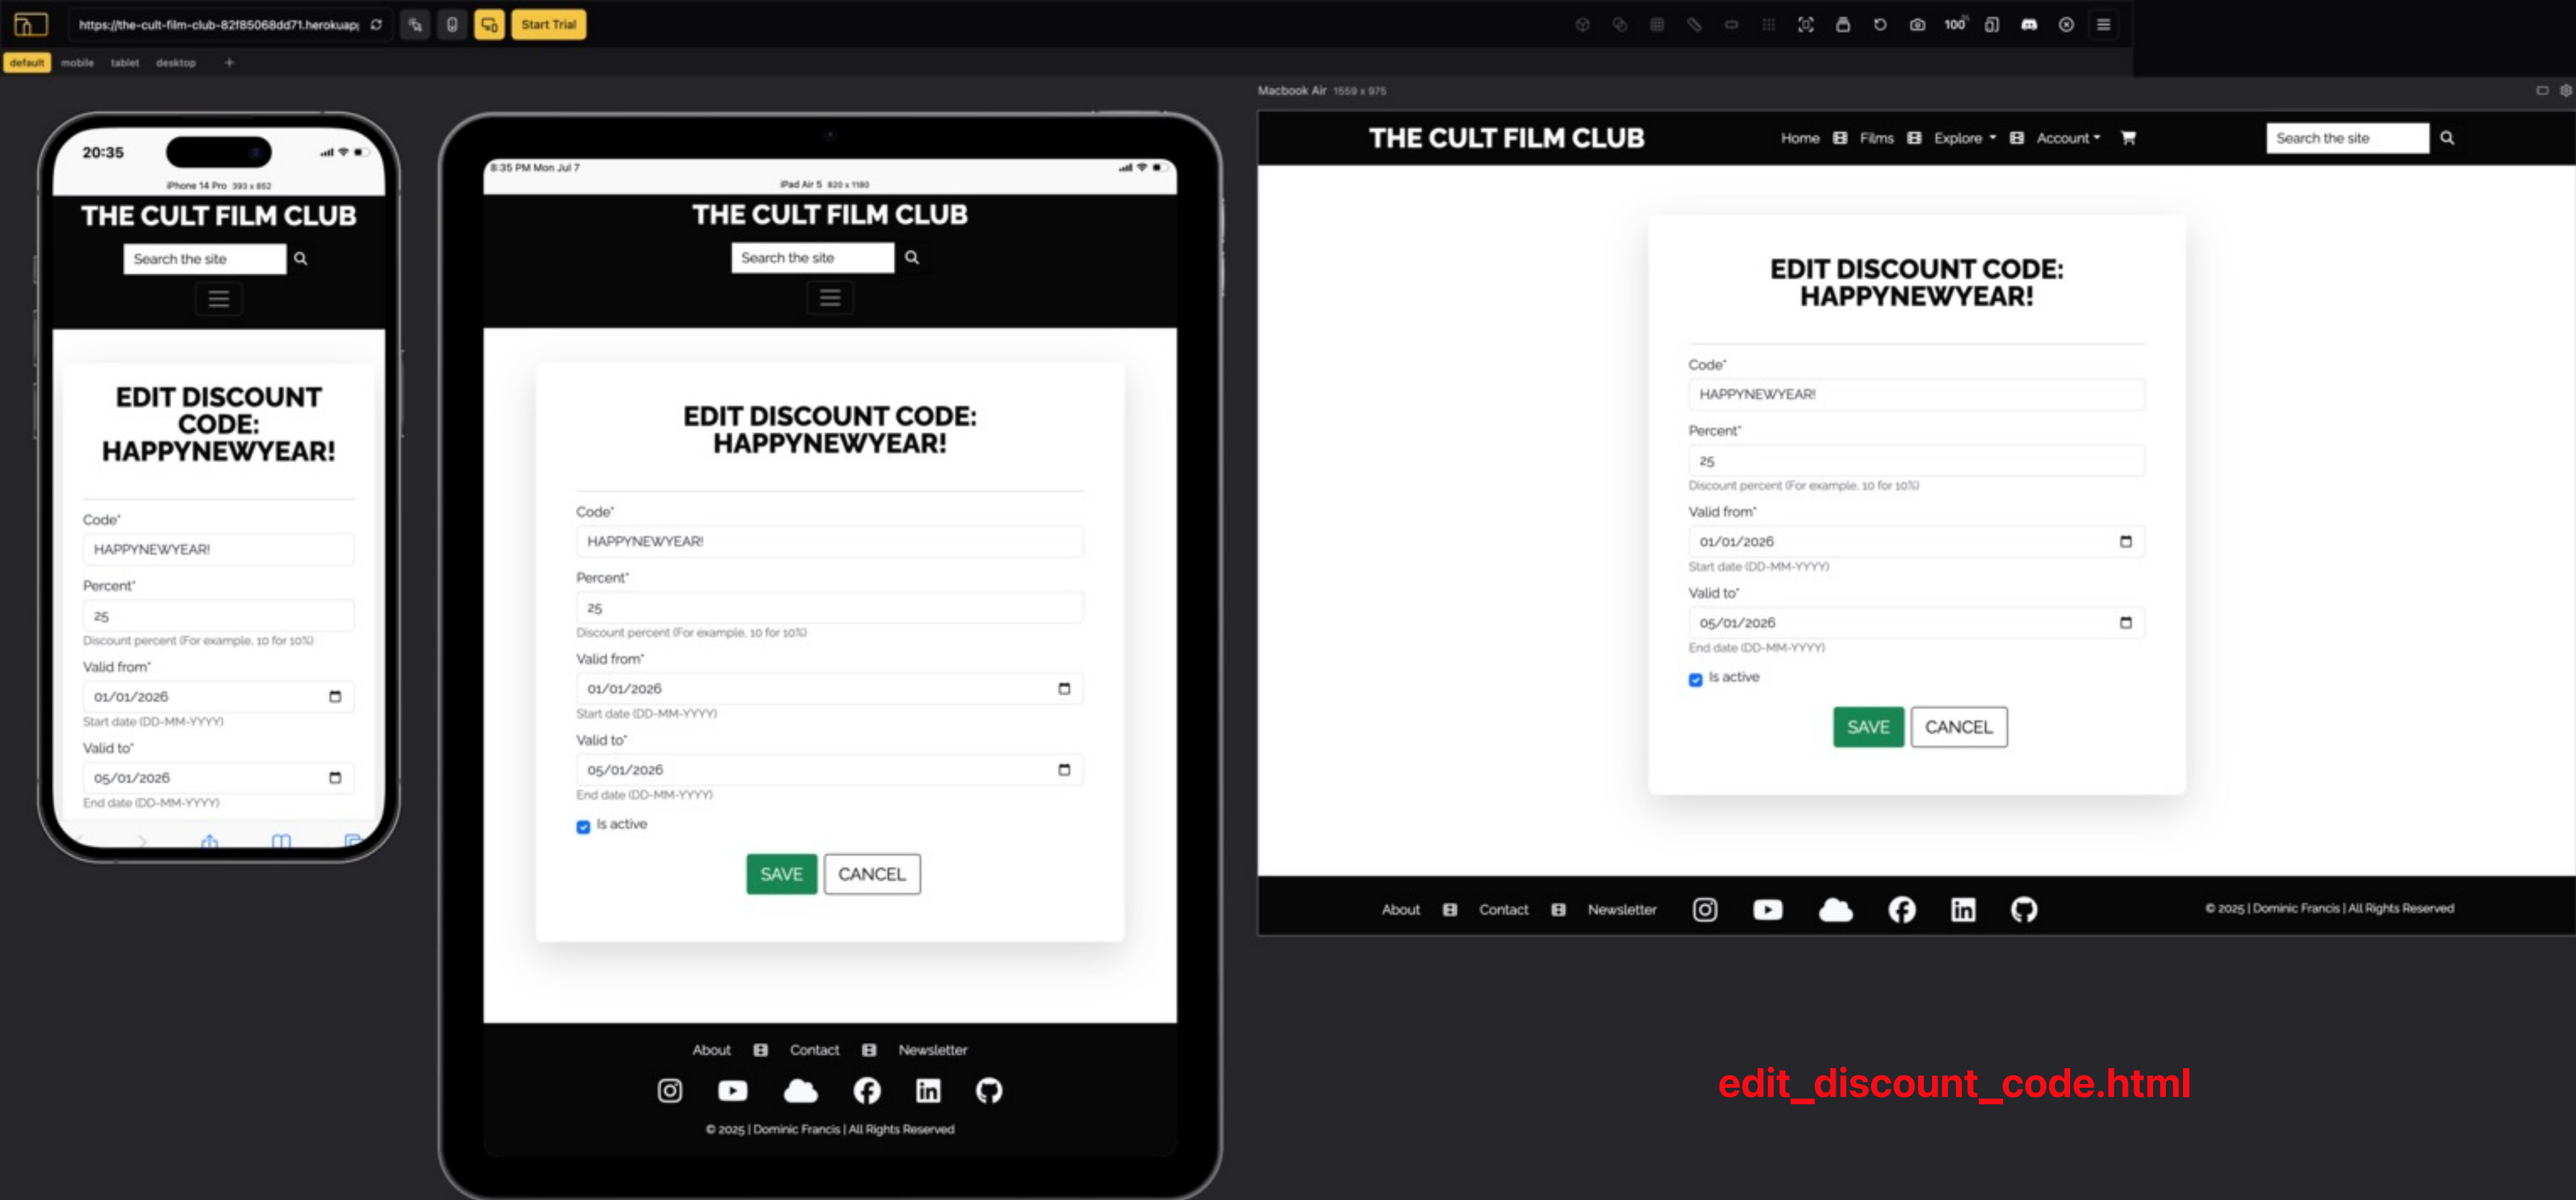 https://the-cult-film-club-82f85068dd71.herokuap
Start Trial
100%
default mobile tablet desktop +
20:35
iPhone 14 Pro 393 x 852
THE CULT FILM CLUB
Search the site
EDIT DISCOUNT
CODE:
HAPPYNEWYEAR!
Code*
HAPPYNEWYEAR!
Percent*
25
Discount percent (For example, 10 for 10%)
Valid from*
01/01/2026
Start date (DD-MM-YYYY)
Valid to*
05/01/2026
End date (DD-MM-YYYY)
8:35 PM Mon Jul 7
iPad Air 5 820 x 1180
THE CULT FILM CLUB
Search the site
EDIT DISCOUNT CODE:
HAPPYNEWYEAR!
Code*
HAPPYNEWYEAR!
Percent*
25
Discount percent (For example, 10 for 10%)
Valid from*
01/01/2026
Start date (DD-MM-YYYY)
Valid to*
05/01/2026
End date (DD-MM-YYYY)
Is active
SAVE CANCEL
About Contact Newsletter
© 2025 | Dominic Francis | All Rights Reserved
Macbook Air 1559 x 975
THE CULT FILM CLUB Home Films Explore Account Search the site
EDIT DISCOUNT CODE:
HAPPYNEWYEAR!
Code*
HAPPYNEWYEAR!
Percent*
25
Discount percent (For example, 10 for 10%)
Valid from*
01/01/2026
Start date (DD-MM-YYYY)
Valid to*
05/01/2026
End date (DD-MM-YYYY)
Is active
SAVE CANCEL
About Contact Newsletter © 2025 | Dominic Francis | All Rights Reserved
edit_discount_code.html